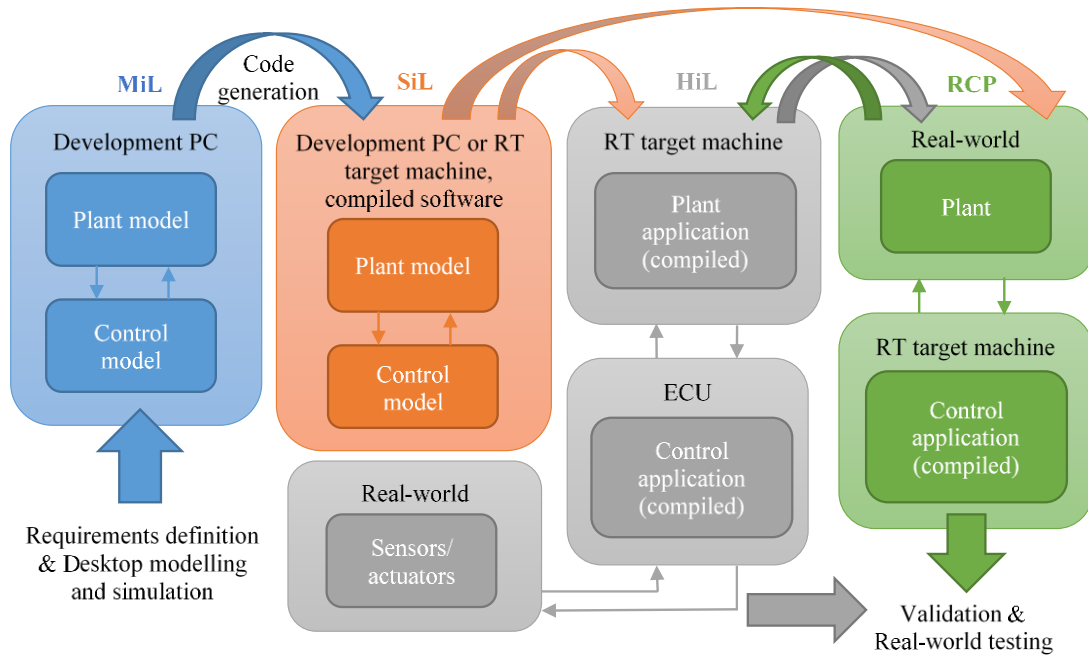 MiL
Code
generation
SiL
HiL
RCP
Development PC
Plant model
Control
model
Requirements definition
& Desktop modelling
and simulation
Development PC or RT
target machine,
compiled software
Plant model
Control
model
Real-world
Sensors/
actuators
RT target machine
Plant
application
(compiled)
ECU
Control
application
(compiled)
Real-world
Plant
RT target machine
Control
application
(compiled)
Validation &
Real-world testing